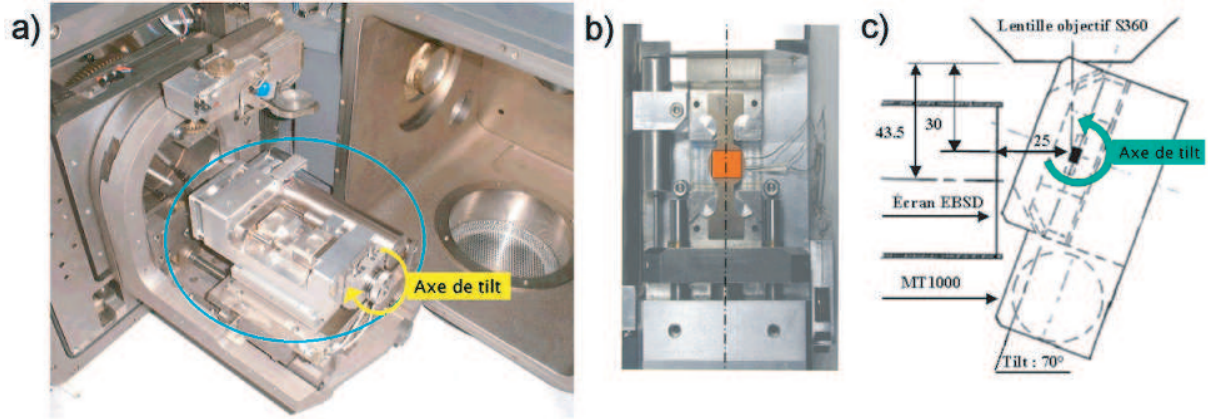 a)
Axe de tilt
b)
c)
Lentille objectif S360
43.5
30
25
Axe de tilt
Écran EBSD
MT1000
Tilt : 70°